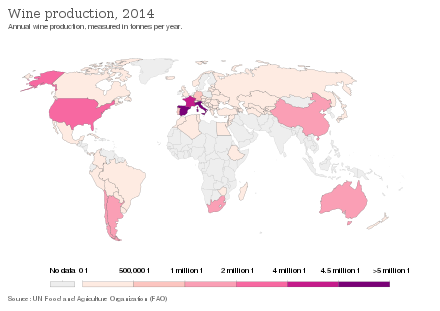 Wine production, 2014
Annual wine production, measured in tonnes per year.
No data 0 t 500,000 t 1 million t 2 million t 4 million t 4.5 million t >5 million t
Source: UN Food and Agriculture Organization (FAO)